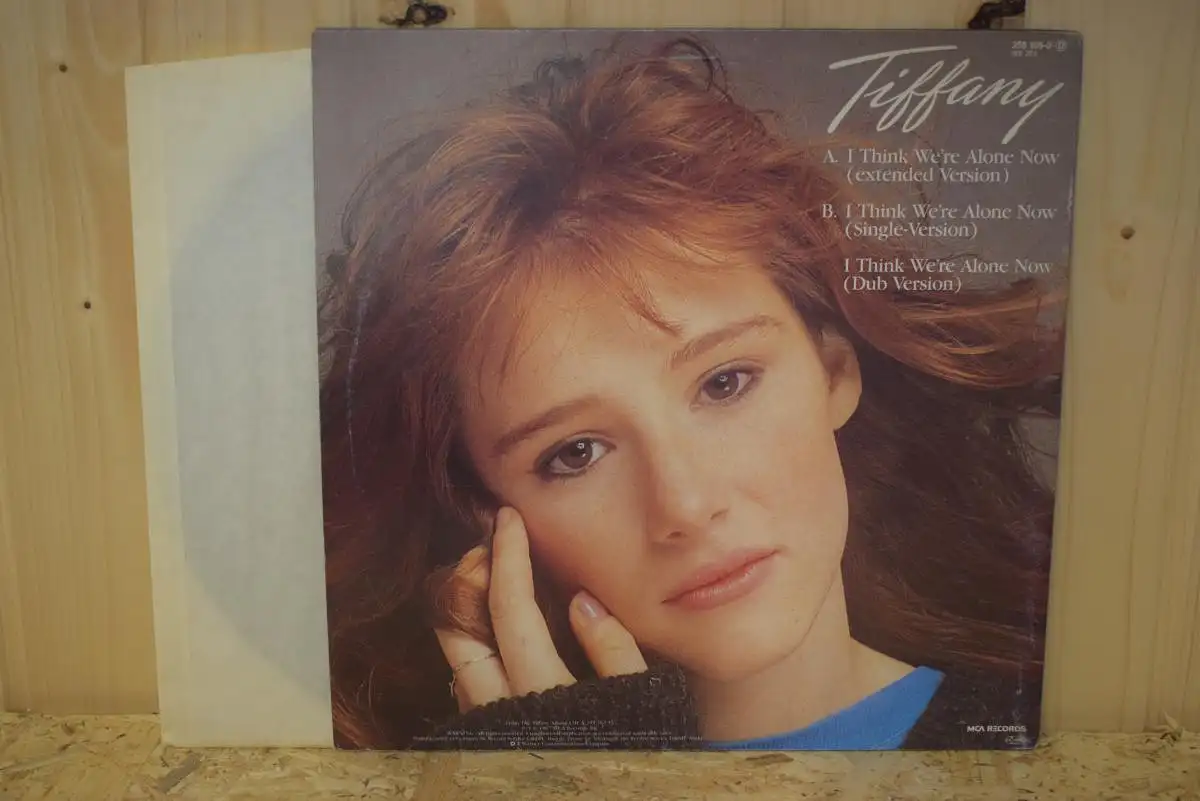 Tiffany
A. I Think We're Alone Now
(extended Version)
B. I Think We're Alone Now
(Single-Version)
I Think We're Alone Now
(Dub Version)
MCA RECORDS